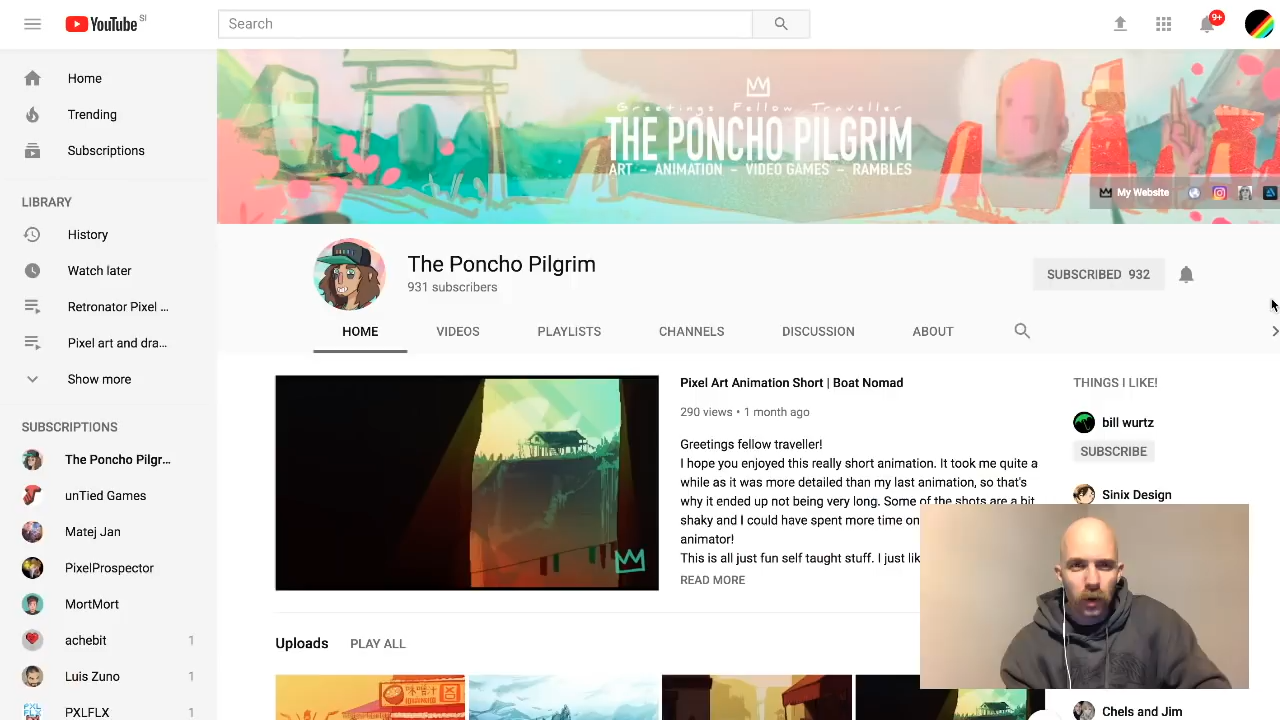 YouTube SI
Search
9+
Home
Trending
Subscriptions
LIBRARY
History
Watch later
Retronator Pixel ...
Pixel art and dra...
Show more
SUBSCRIPTIONS
The Poncho Pilgr...
unTied Games
Matej Jan
PixelProspector
MortMort
achebit 1
Luis Zuno 1
PXLFLX 1
Greetings Fellow Traveller
THE PONCHO PILGRIM
ART - ANIMATION - VIDEO GAMES - RAMBLES
My Website
The Poncho Pilgrim
931 subscribers
SUBSCRIBED 932
HOME VIDEOS PLAYLISTS CHANNELS DISCUSSION ABOUT
Pixel Art Animation Short | Boat Nomad
290 views • 1 month ago
Greetings fellow traveller!
I hope you enjoyed this really short animation. It took me quite a
while as it was more detailed than my last animation, so that's
why it ended up not being very long. Some of the shots are a bit
shaky and I could have spent more time on
animator!
This is all just fun self taught stuff. I just lik
READ MORE
THINGS I LIKE!
bill wurtz
SUBSCRIBE
Sinix Design
Chels and Jim
Uploads PLAY ALL